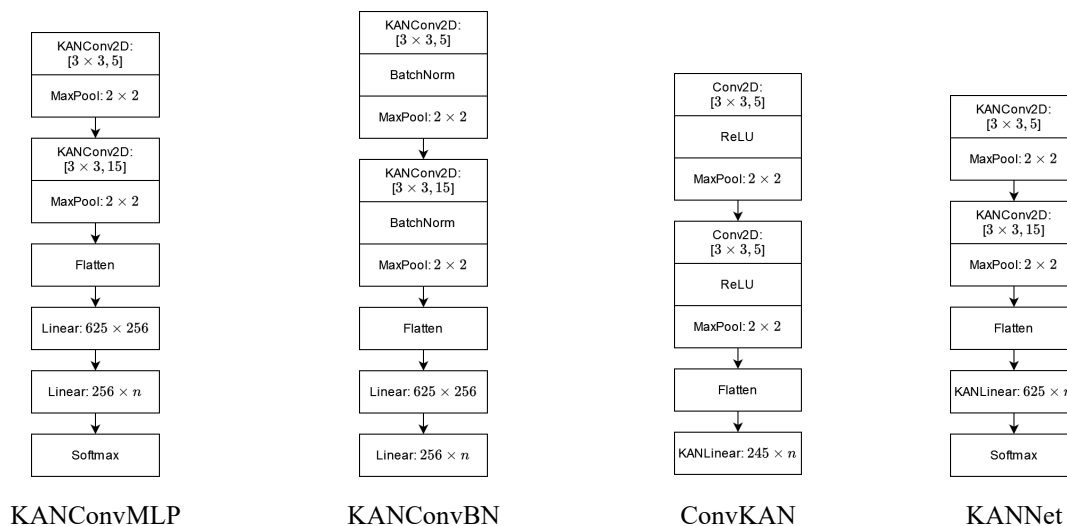 KANConv2D:
[3 × 3, 5]
MaxPool: 2 × 2
KANConv2D:
[3 × 3, 15]
MaxPool: 2 × 2
Flatten
Linear: 625 × 256
Linear: 256 × n
Softmax
KANConvMLP
KANConv2D:
[3 × 3, 5]
BatchNorm
MaxPool: 2 × 2
KANConv2D:
[3 × 3, 15]
BatchNorm
MaxPool: 2 × 2
Flatten
Linear: 625 × 256
Linear: 256 × n
KANConvBN
Conv2D:
[3 × 3, 5]
ReLU
MaxPool: 2 × 2
Conv2D:
[3 × 3, 5]
ReLU
MaxPool: 2 × 2
Flatten
KANLinear: 245 × n
ConvKAN
KANConv2D:
[3 × 3, 5]
MaxPool: 2 × 2
KANConv2D:
[3 × 3, 15]
MaxPool: 2 × 2
Flatten
KANLinear: 625 × n
Softmax
KANNet